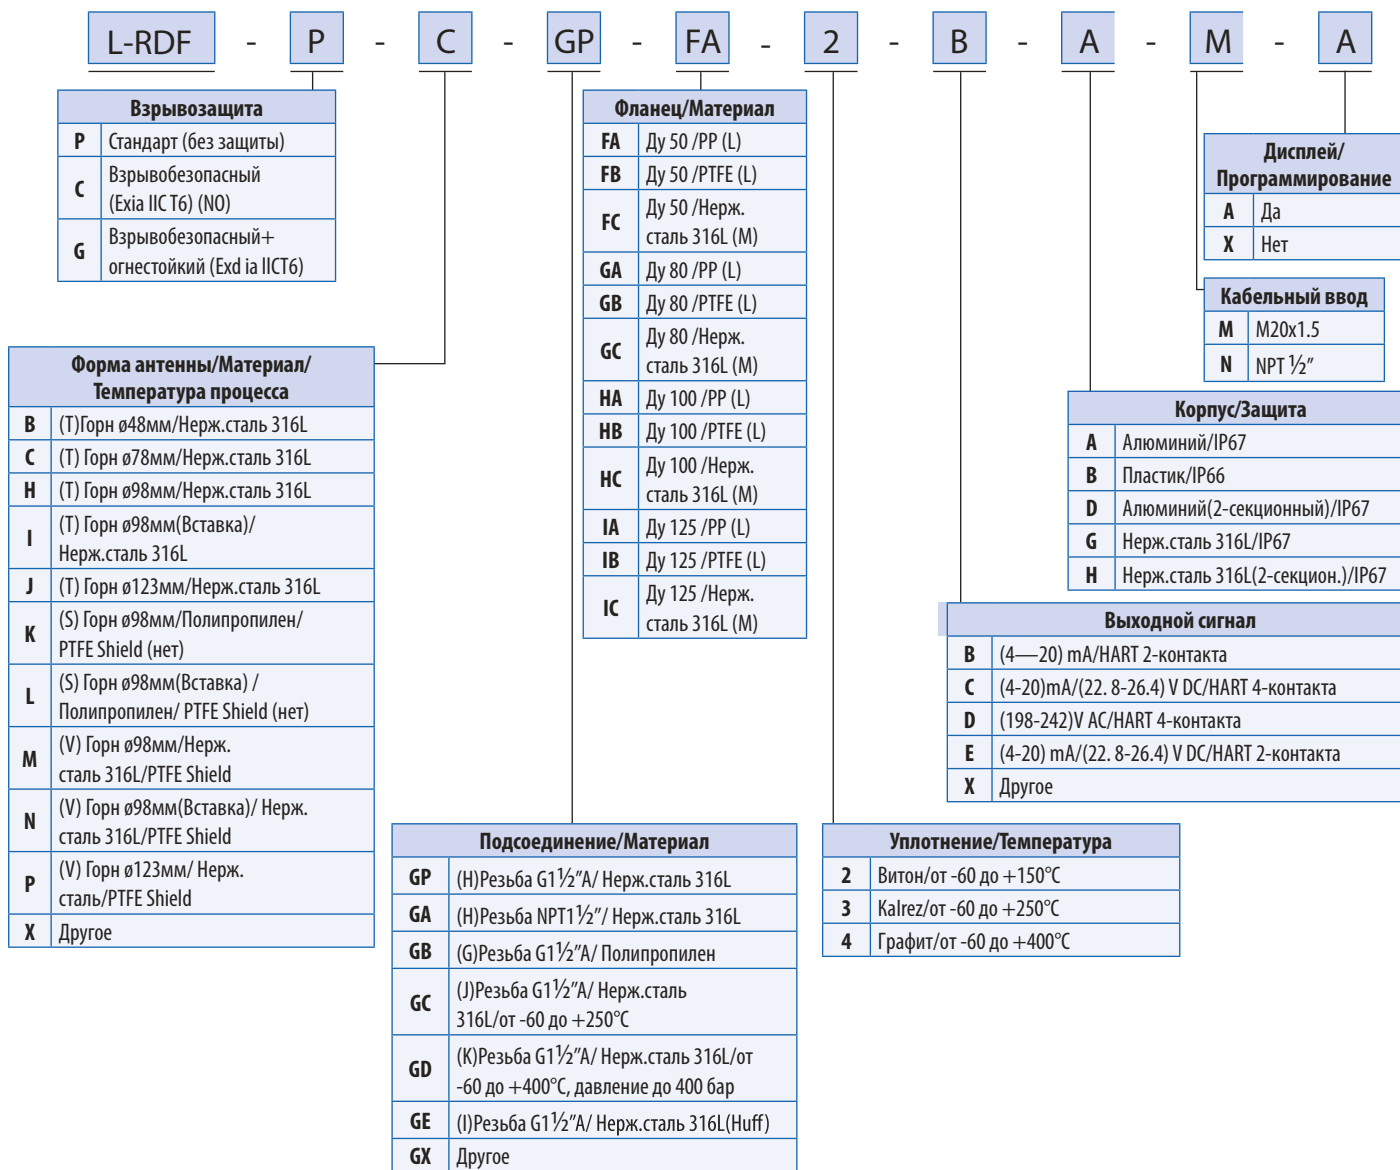 L-RDF - P - C - GP - FA - 2 - B - A - M - A
Взрывозащита
P Стандарт (без защиты)
C Взрывобезопасный
(Exia IIC T6) (NO)
G Взрывобезопасный+
огнестойкий (Exd ia IICT6)
Форма антенны/Материал/
Температура процесса
B (T)Горн ø48мм/Нерж.сталь 316L
C (T) Горн ø78мм/Нерж.сталь 316L
H (T) Горн ø98мм/Нерж.сталь 316L
I (T) Горн ø98мм(Вставка)/
Нерж.сталь 316L
J (T) Горн ø123мм/Нерж.сталь 316L
K (S) Горн ø98мм/Полипропилен/
PTFE Shield (нет)
L (S) Горн ø98мм(Вставка) /
Полипропилен/ PTFE Shield (нет)
M (V) Горн ø98мм/Нерж.
сталь 316L/PTFE Shield
N (V) Горн ø98мм(Вставка)/ Нерж.
сталь 316L/PTFE Shield
P (V) Горн ø123мм/ Нерж.
сталь/PTFE Shield
X Другое
Подсоединение/Материал
GP (H)Резьба G1½″A/ Нерж.сталь 316L
GA (H)Резьба NPT1½″/ Нерж.сталь 316L
GB (G)Резьба G1½″A/ Полипропилен
GC (J)Резьба G1½″A/ Нерж.сталь
316L/от -60 до +250°C
GD (K)Резьба G1½″A/ Нерж.сталь 316L/от
-60 до +400°C, давление до 400 бар
GE (I)Резьба G1½″A/ Нерж.сталь 316L(Huff)
GX Другое
Фланец/Материал
FA Ду 50 /PP (L)
FB Ду 50 /PTFE (L)
FC Ду 50 /Нерж.
сталь 316L (M)
GA Ду 80 /PP (L)
GB Ду 80 /PTFE (L)
GC Ду 80 /Нерж.
сталь 316L (M)
HA Ду 100 /PP (L)
HB Ду 100 /PTFE (L)
HC Ду 100 /Нерж.
сталь 316L (M)
IA Ду 125 /PP (L)
IB Ду 125 /PTFE (L)
IC Ду 125 /Нерж.
сталь 316L (M)
Уплотнение/Температура
2 Витон/от -60 до +150°C
3 Kalrez/от -60 до +250°C
4 Графит/от -60 до +400°C
Выходной сигнал
B (4—20) mA/HART 2-контакта
C (4-20)mA/(22. 8-26.4) V DC/HART 4-контакта
D (198-242)V AC/HART 4-контакта
E (4-20) mA/(22. 8-26.4) V DC/HART 2-контакта
X Другое
Корпус/Защита
A Алюминий/IP67
B Пластик/IP66
D Алюминий(2-секционный)/IP67
G Нерж.сталь 316L/IP67
H Нерж.сталь 316L(2-секцион.)/IP67
Кабельный ввод
M M20x1.5
N NPT ½″
Дисплей/
Программирование
A Да
X Нет